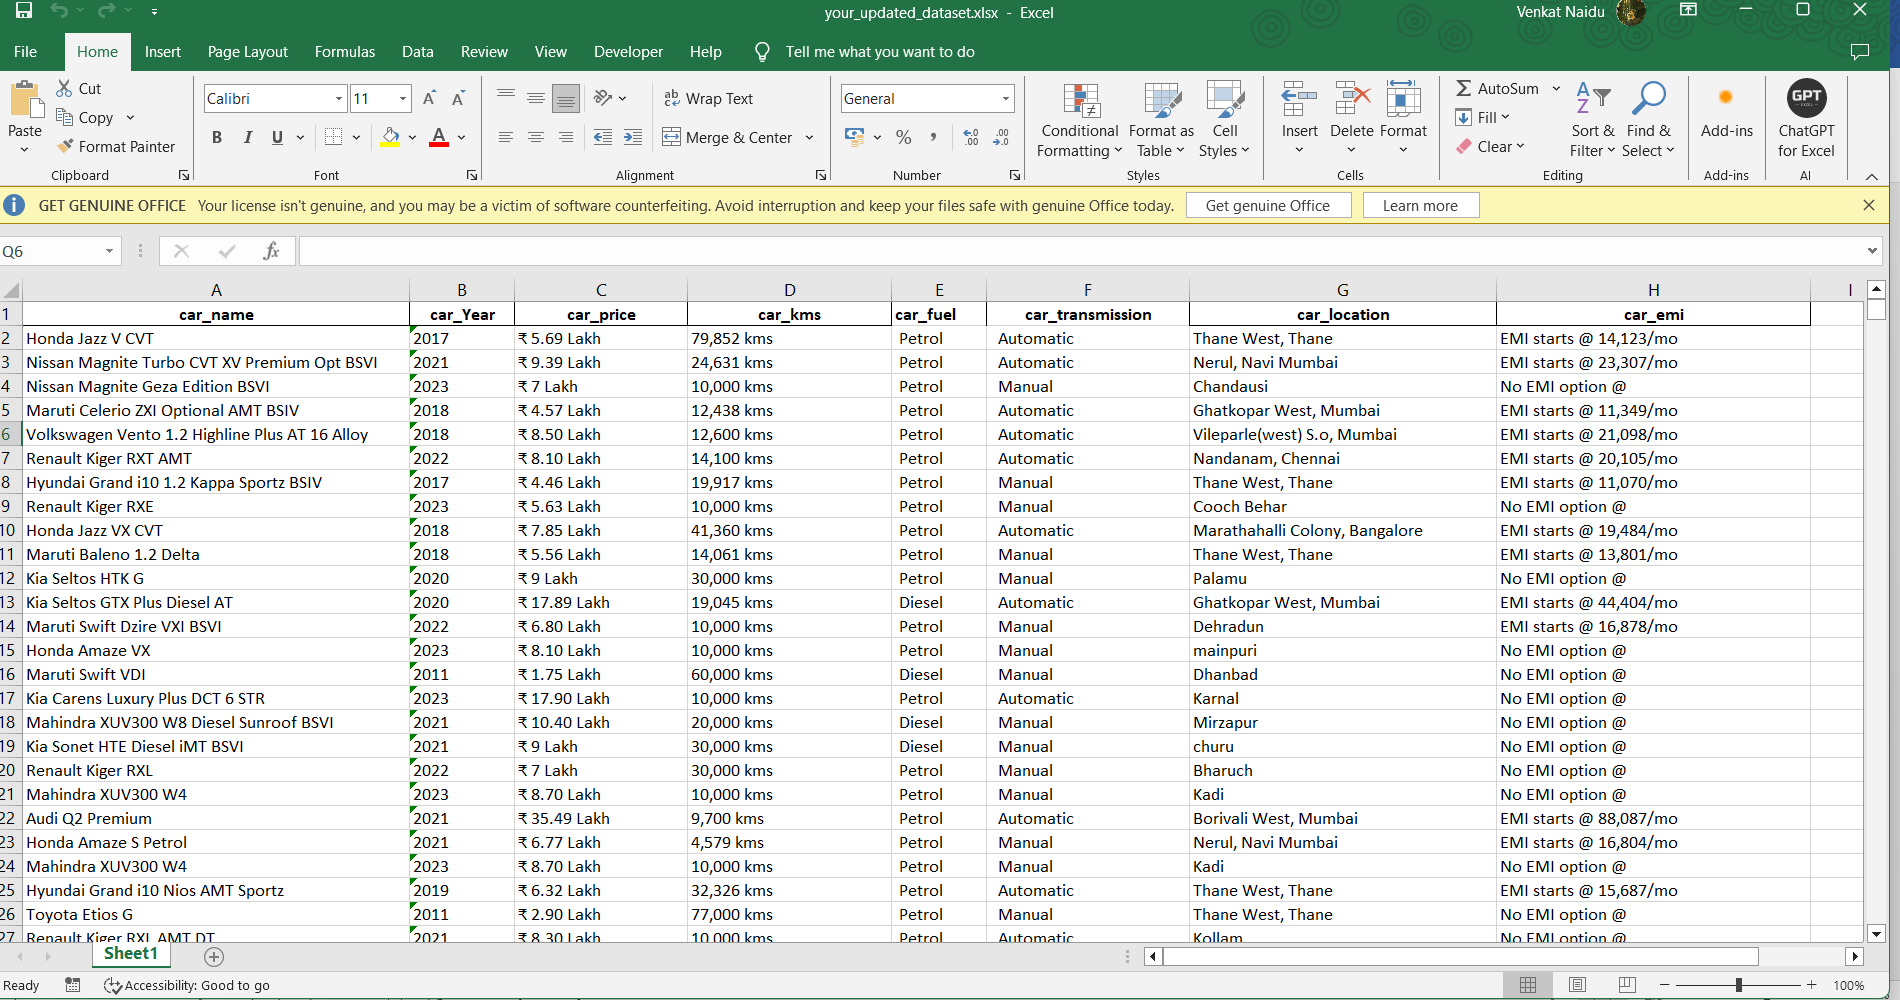 your_updated_dataset.xlsx - Excel
Venkat Naidu
File Home Insert Page Layout Formulas Data Review View Developer Help Tell me what you want to do
Paste
Cut
Copy
Format Painter
Clipboard
Calibri 11
B I U A
Font
Wrap Text
Merge & Center
Alignment
General
Number
Conditional Formatting
Format as Table
Cell Styles
Styles
Insert Delete Format
Cells
AutoSum
Fill
Clear
Sort & Filter
Find & Select
Editing
Add-ins
Add-ins
GPT
ChatGPT for Excel
AI
GET GENUINE OFFICE Your license isn't genuine, and you may be a victim of software counterfeiting. Avoid interruption and keep your files safe with genuine Office today. Get genuine Office Learn more
Q6 fx
A B C D E F G H I
1 car_name car_Year car_price car_kms car_fuel car_transmission car_location car_emi
2 Honda Jazz V CVT 2017 ₹ 5.69 Lakh 79,852 kms Petrol Automatic Thane West, Thane EMI starts @ 14,123/mo
3 Nissan Magnite Turbo CVT XV Premium Opt BSVI 2021 ₹ 9.39 Lakh 24,631 kms Petrol Automatic Nerul, Navi Mumbai EMI starts @ 23,307/mo
4 Nissan Magnite Geza Edition BSVI 2023 ₹ 7 Lakh 10,000 kms Petrol Manual Chandausi No EMI option @
5 Maruti Celerio ZXI Optional AMT BSIV 2018 ₹ 4.57 Lakh 12,438 kms Petrol Automatic Ghatkopar West, Mumbai EMI starts @ 11,349/mo
6 Volkswagen Vento 1.2 Highline Plus AT 16 Alloy 2018 ₹ 8.50 Lakh 12,600 kms Petrol Automatic Vileparle(west) S.o, Mumbai EMI starts @ 21,098/mo
7 Renault Kiger RXT AMT 2022 ₹ 8.10 Lakh 14,100 kms Petrol Automatic Nandanam, Chennai EMI starts @ 20,105/mo
8 Hyundai Grand i10 1.2 Kappa Sportz BSIV 2017 ₹ 4.46 Lakh 19,917 kms Petrol Manual Thane West, Thane EMI starts @ 11,070/mo
9 Renault Kiger RXE 2023 ₹ 5.63 Lakh 10,000 kms Petrol Manual Cooch Behar No EMI option @
10 Honda Jazz VX CVT 2018 ₹ 7.85 Lakh 41,360 kms Petrol Automatic Marathahalli Colony, Bangalore EMI starts @ 19,484/mo
11 Maruti Baleno 1.2 Delta 2018 ₹ 5.56 Lakh 14,061 kms Petrol Manual Thane West, Thane EMI starts @ 13,801/mo
12 Kia Seltos HTK G 2020 ₹ 9 Lakh 30,000 kms Petrol Manual Palamu No EMI option @
13 Kia Seltos GTX Plus Diesel AT 2020 ₹ 17.89 Lakh 19,045 kms Diesel Automatic Ghatkopar West, Mumbai EMI starts @ 44,404/mo
14 Maruti Swift Dzire VXI BSVI 2022 ₹ 6.80 Lakh 10,000 kms Petrol Manual Dehradun EMI starts @ 16,878/mo
15 Honda Amaze VX 2023 ₹ 8.10 Lakh 10,000 kms Petrol Manual mainpuri No EMI option @
16 Maruti Swift VDI 2011 ₹ 1.75 Lakh 60,000 kms Diesel Manual Dhanbad No EMI option @
17 Kia Carens Luxury Plus DCT 6 STR 2023 ₹ 17.90 Lakh 10,000 kms Petrol Automatic Karnal No EMI option @
18 Mahindra XUV300 W8 Diesel Sunroof BSVI 2021 ₹ 10.40 Lakh 20,000 kms Diesel Manual Mirzapur No EMI option @
19 Kia Sonet HTE Diesel iMT BSVI 2021 ₹ 9 Lakh 30,000 kms Diesel Manual churu No EMI option @
20 Renault Kiger RXL 2022 ₹ 7 Lakh 30,000 kms Petrol Manual Bharuch No EMI option @
21 Mahindra XUV300 W4 2023 ₹ 8.70 Lakh 10,000 kms Petrol Manual Kadi No EMI option @
22 Audi Q2 Premium 2021 ₹ 35.49 Lakh 9,700 kms Petrol Automatic Borivali West, Mumbai EMI starts @ 88,087/mo
23 Honda Amaze S Petrol 2021 ₹ 6.77 Lakh 4,579 kms Petrol Manual Nerul, Navi Mumbai EMI starts @ 16,804/mo
24 Mahindra XUV300 W4 2023 ₹ 8.70 Lakh 10,000 kms Petrol Manual Kadi No EMI option @
25 Hyundai Grand i10 Nios AMT Sportz 2019 ₹ 6.32 Lakh 32,326 kms Petrol Automatic Thane West, Thane EMI starts @ 15,687/mo
26 Toyota Etios G 2011 ₹ 2.90 Lakh 77,000 kms Petrol Manual Thane West, Thane No EMI option @
27 Renault Kiger RXL AMT DT 2021 ₹ 8.30 Lakh 10,000 kms Petrol Automatic Kollam No EMI option @
Sheet1
Ready Accessibility: Good to go 100%